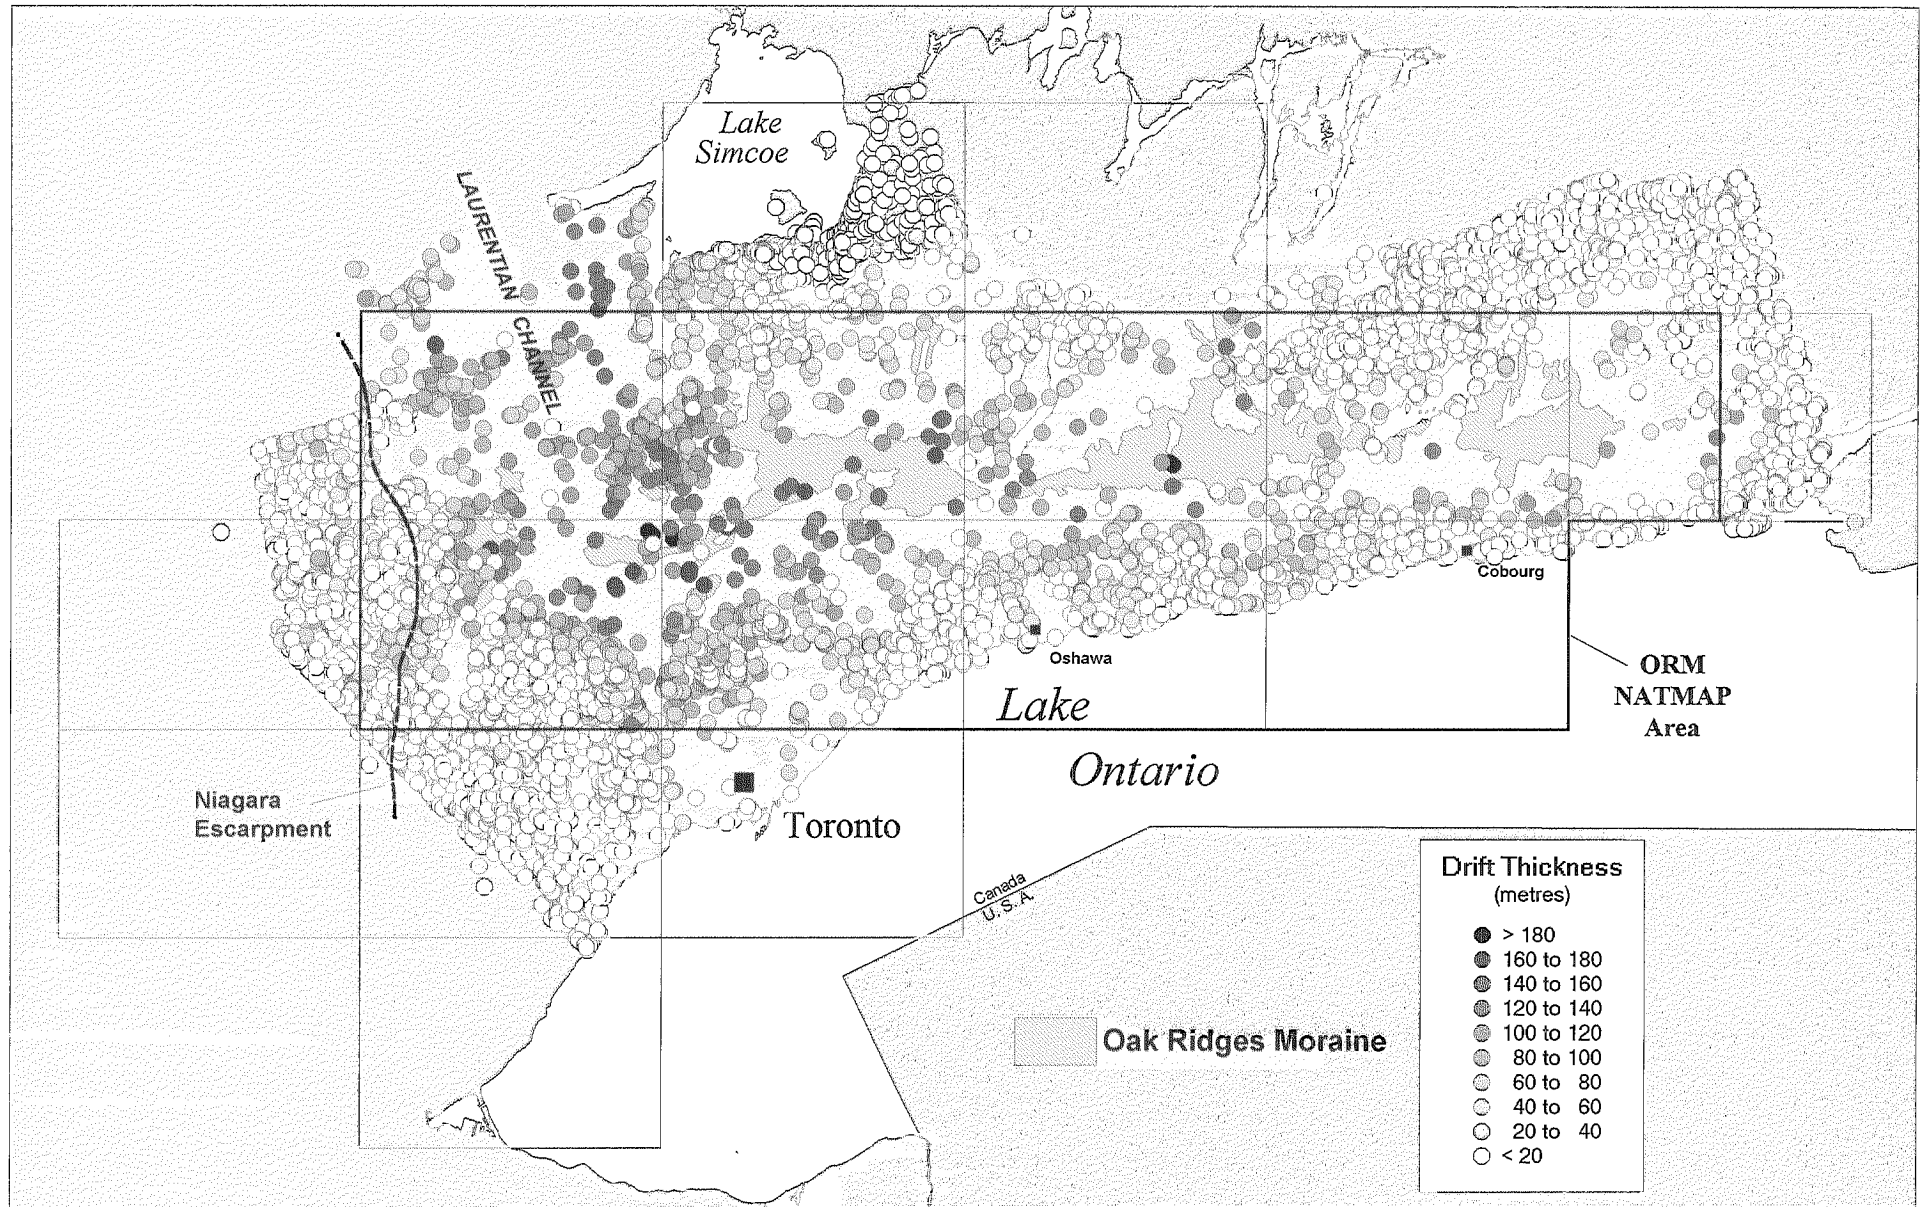 Lake
Simcoe
LAURENTIAN CHANNEL
Cobourg
Oshawa
ORM
NATMAP
Area
Lake
Ontario
Niagara
Escarpment
Toronto
Canada
U. S. A.
Drift Thickness
(metres)
> 180
160 to 180
140 to 160
120 to 140
100 to 120
80 to 100
60 to 80
40 to 60
20 to 40
< 20
Oak Ridges Moraine